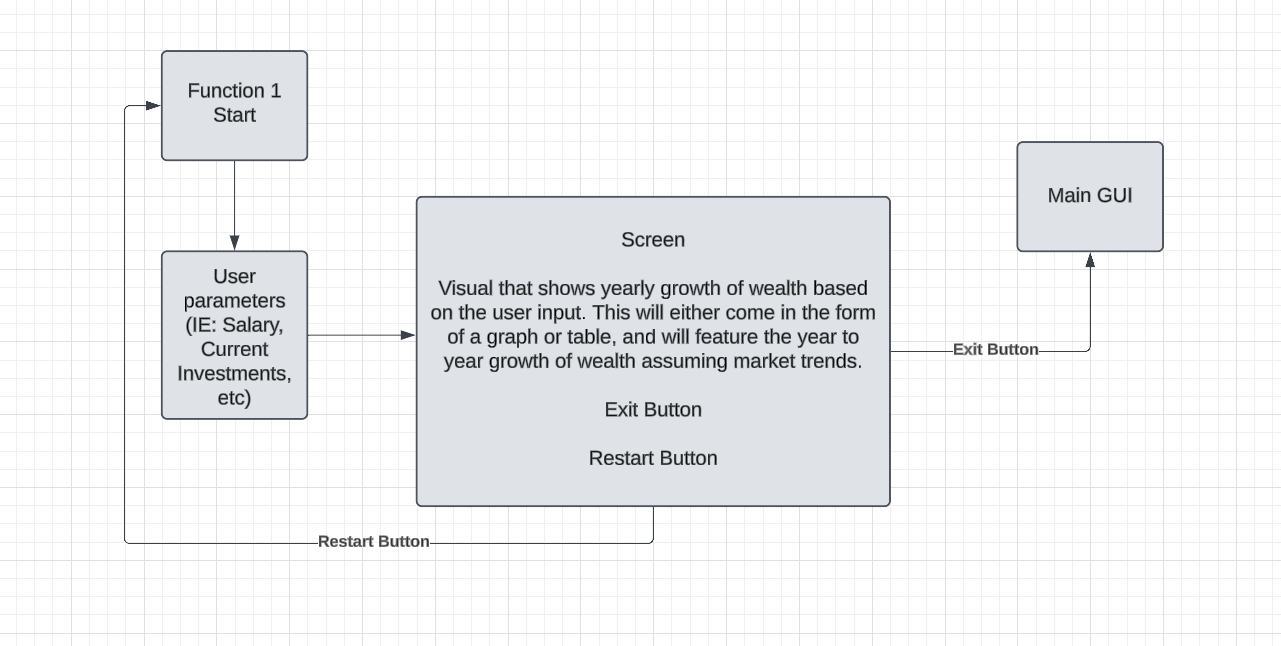 Function 1
Start
User
parameters
(IE: Salary,
Current
Investments,
etc)
Screen
Visual that shows yearly growth of wealth based
on the user input. This will either come in the form
of a graph or table, and will feature the year to
year growth of wealth assuming market trends.
Exit Button
Restart Button
Main GUI
Exit Button
Restart Button